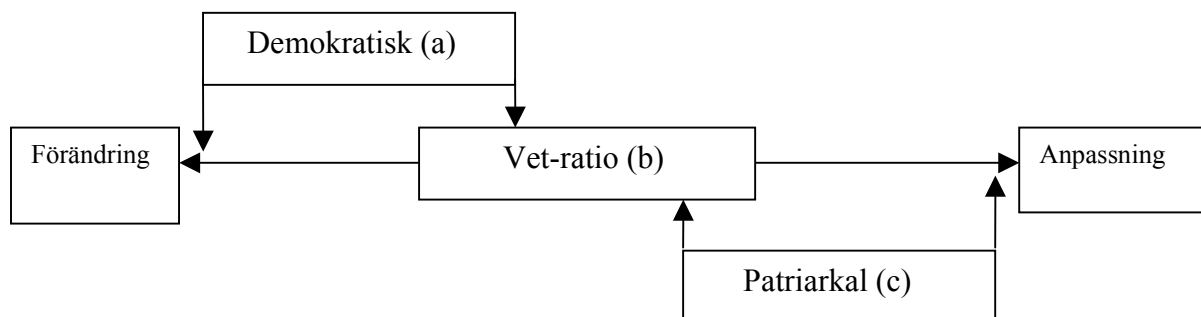 Demokratisk (a)
Förändring
Vet-ratio (b)
Anpassning
Patriarkal (c)